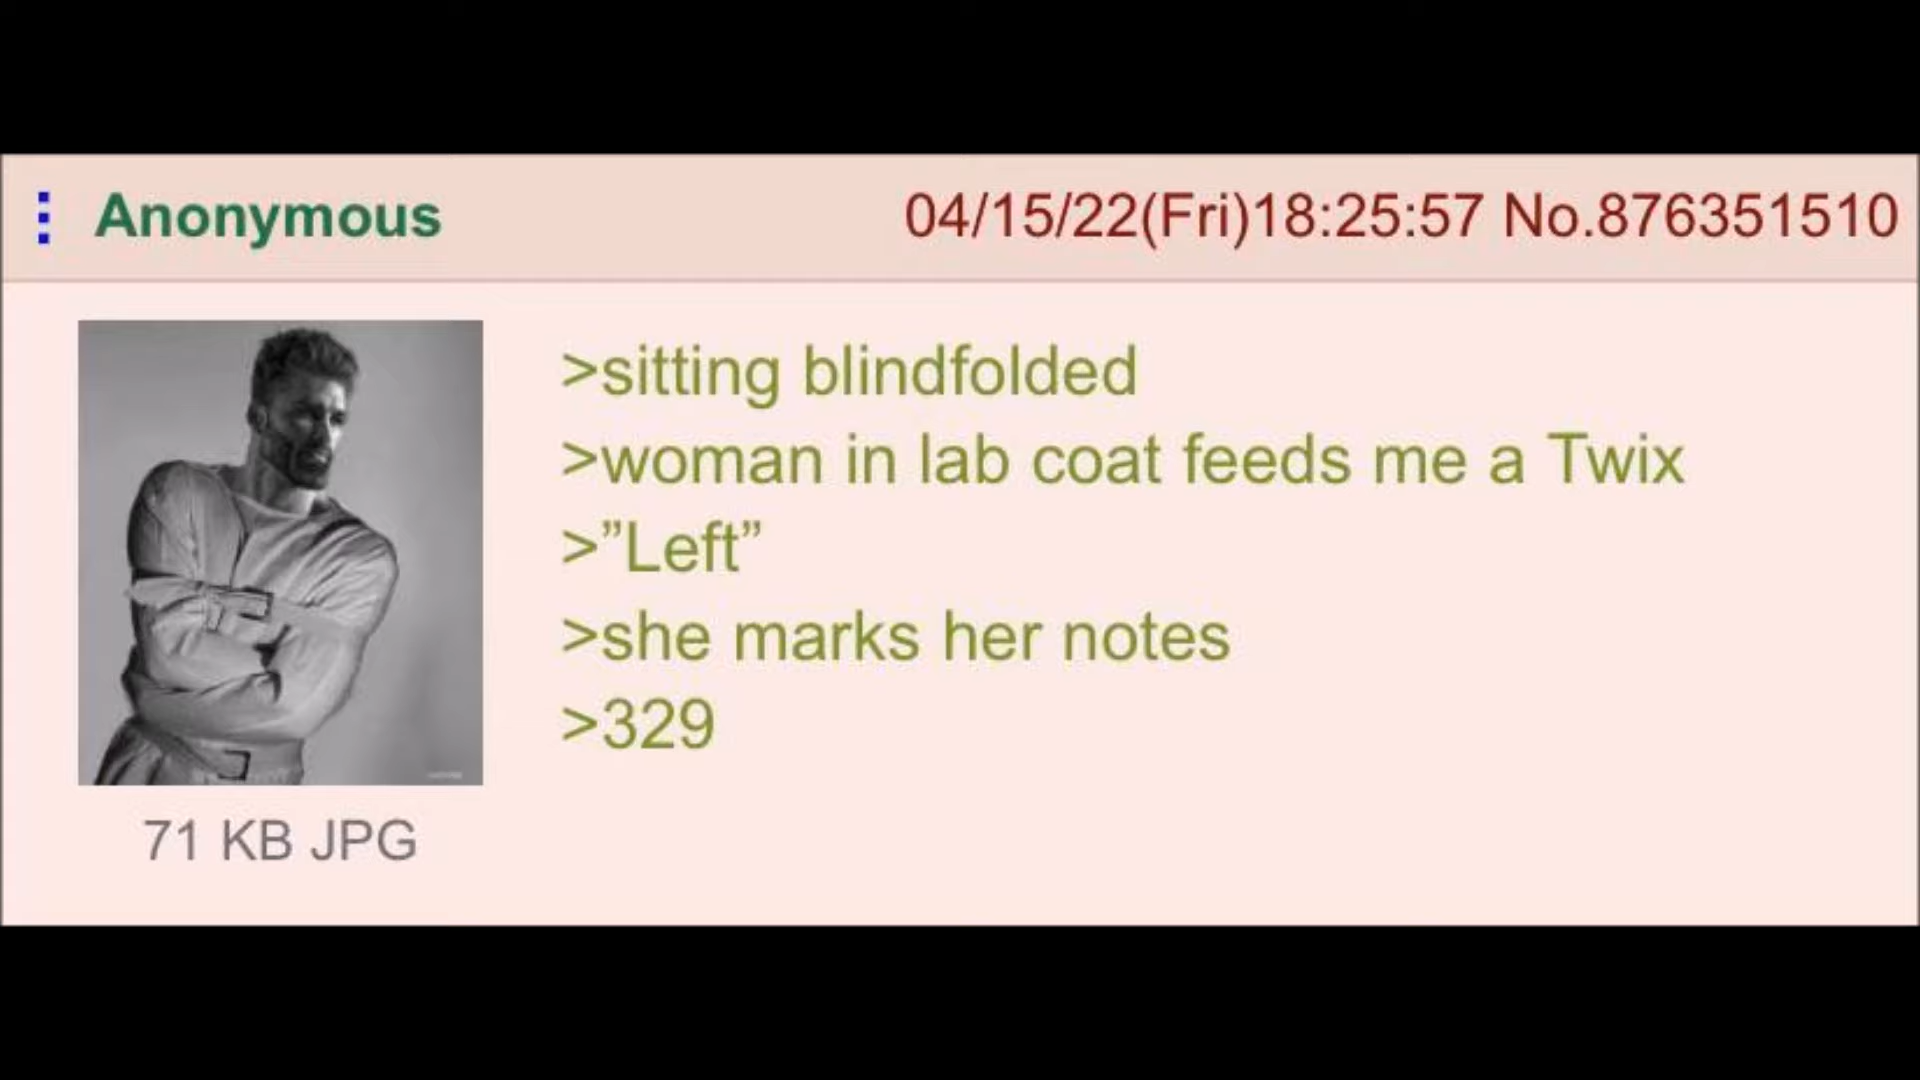 Anonymous 04/15/22(Fri)18:25:57 No.876351510
>sitting blindfolded
>woman in lab coat feeds me a Twix
>”Left”
>she marks her notes
>329
71 KB JPG